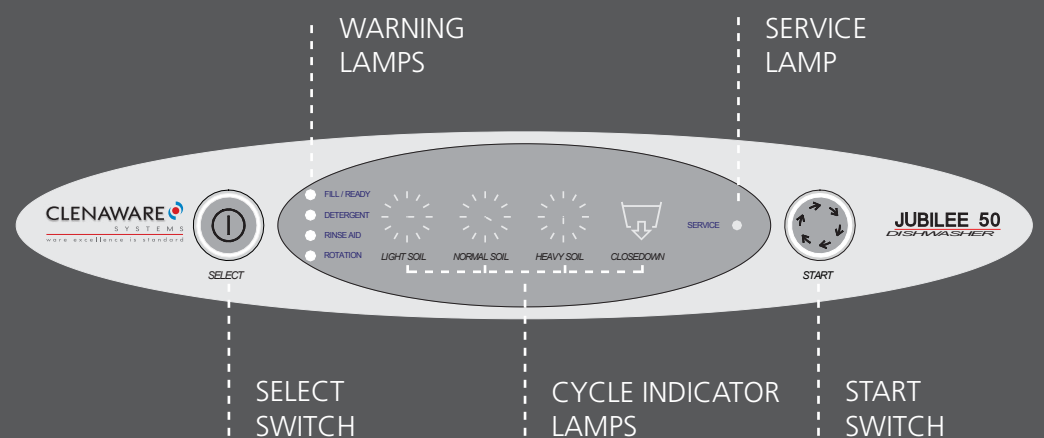 WARNING
LAMPS
SERVICE
LAMP
CLENAWARE
SYSTEMS
ware excellence is standard
SELECT
FILL / READY
DETERGENT
RINSE AID
ROTATION
LIGHT SOIL
NORMAL SOIL
HEAVY SOIL
CLOSEDOWN
SERVICE
START
JUBILEE 50
DISHWASHER
SELECT
SWITCH
CYCLE INDICATOR
LAMPS
START
SWITCH